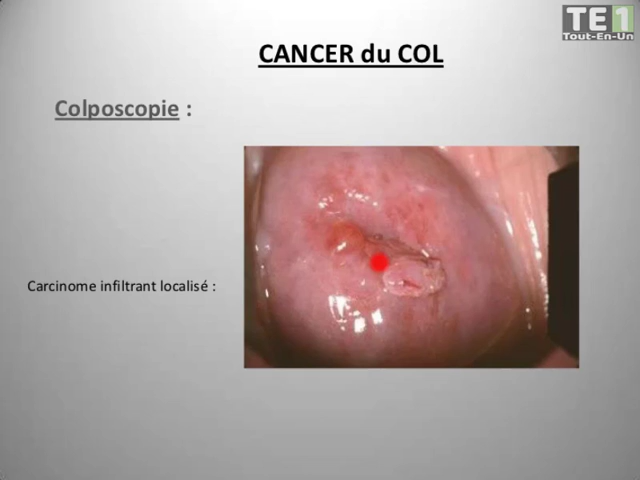 TE1
Tout-En-Un
CANCER du COL
Colposcopie :
Carcinome infiltrant localisé :